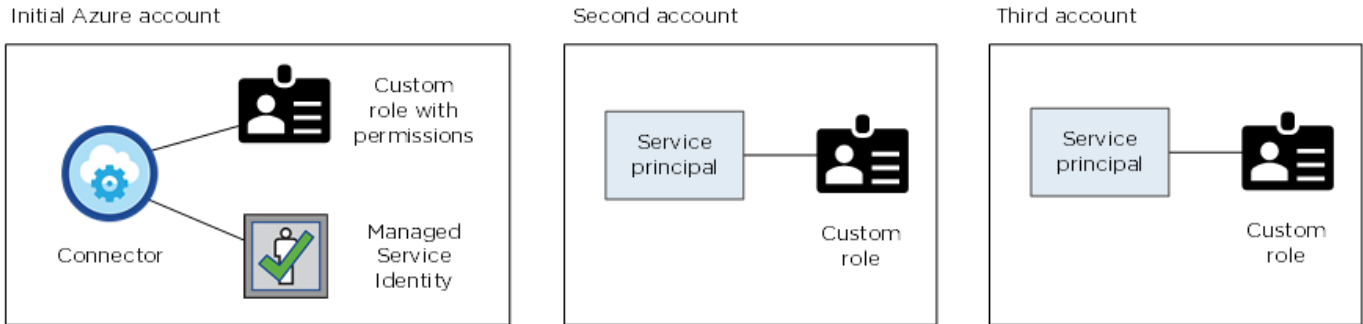 Initial Azure account
Second account
Third account
Custom
role with
permissions
Connector
Managed
Service
Identity
Service
principal
Custom
role
Service
principal
Custom
role